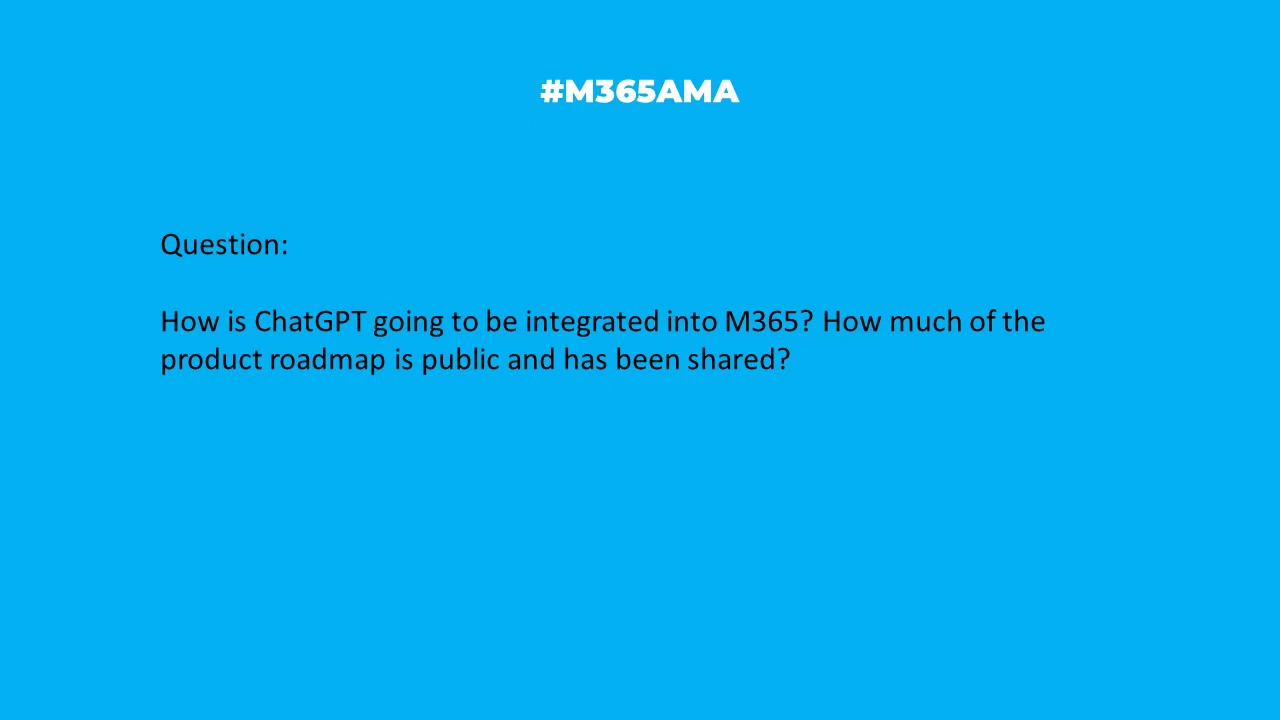 #M365AMA
Question:
How is ChatGPT going to be integrated into M365? How much of the
product roadmap is public and has been shared?